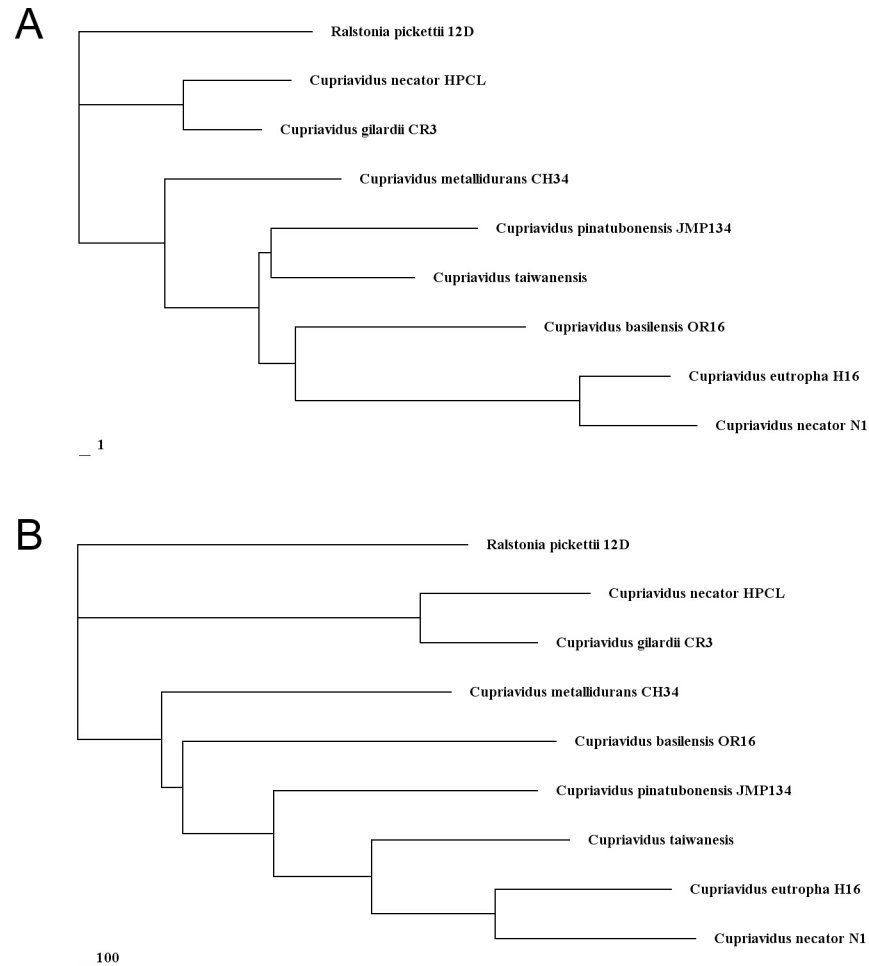 A
Ralstonia pickettii 12D
Cupriavidus necator HPCL
Cupriavidus gilardii CR3
Cupriavidus metallidurans CH34
Cupriavidus pinatubonensis JMP134
Cupriavidus taiwanensis
Cupriavidus basilensis OR16
Cupriavidus eutropha H16
Cupriavidus necator N1
1
B
Ralstonia pickettii 12D
Cupriavidus necator HPCL
Cupriavidus gilardii CR3
Cupriavidus metallidurans CH34
Cupriavidus basilensis OR16
Cupriavidus pinatubonensis JMP134
Cupriavidus taiwanesis
Cupriavidus eutropha H16
Cupriavidus necator N1
100